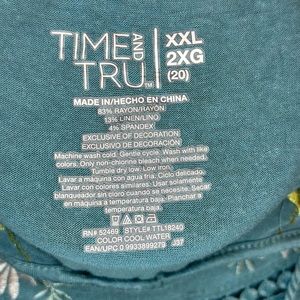 TIME AND TRU™
XXL
2XG
(20)
MADE IN/HECHO EN CHINA
83% RAYON/RAYÓN
13% LINEN/LINO
4% SPANDEX
EXCLUSIVE OF DECORATION
EXCLUSIVO DE DECORACIÓN
Machine wash cold. Gentle cycle. Wash with like
colors. Only non-chlorine bleach when needed.
Tumble dry low. Low iron.
Lavar a máquina con agua fría. Ciclo delicado.
Lavar con colores similares. Usar solamente
blanqueador sin cloro cuando se necesite. Secar
en máquina a temperatura baja. Planchar a
temperatura baja.
RN# 52469 STYLE# TTL18240
COLOR COOL WATER
EAN/UPC 0 9933899279 J37